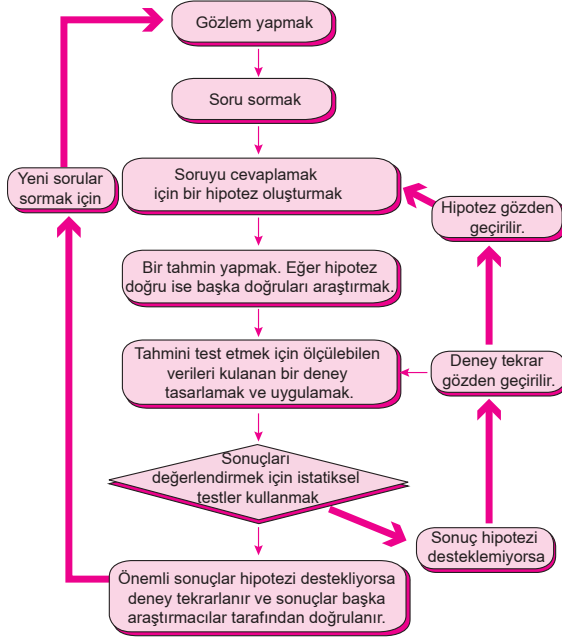 Gözlem yapmak
Soru sormak
Soruyu cevaplamak
için bir hipotez oluşturmak
Yeni sorular
sormak için
Hipotez gözden
geçirilir.
Bir tahmin yapmak. Eğer hipotez
doğru ise başka doğruları araştırmak.
Tahmini test etmek için ölçülebilen
verileri kulanan bir deney
tasarlamak ve uygulamak.
Deney tekrar
gözden geçirilir.
Sonuçları
değerlendirmek için istatiksel
testler kullanmak
Sonuç hipotezi
desteklemiyorsa
Önemli sonuçlar hipotezi destekliyorsa
deney tekrarlanır ve sonuçlar başka
araştırmacılar tarafından doğrulanır.